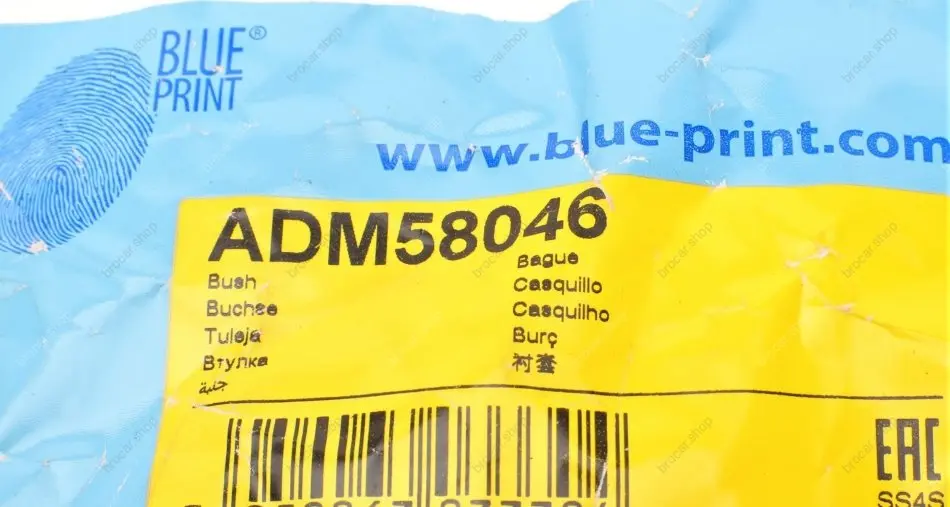 BLUE®
PRINT
www.blue-print.com
ADM58046
Bush
Buchse
Tuleja
Втулка
جلبة
Bague
Casquillo
Casquilho
Burç
衬套
EAC
SS4S